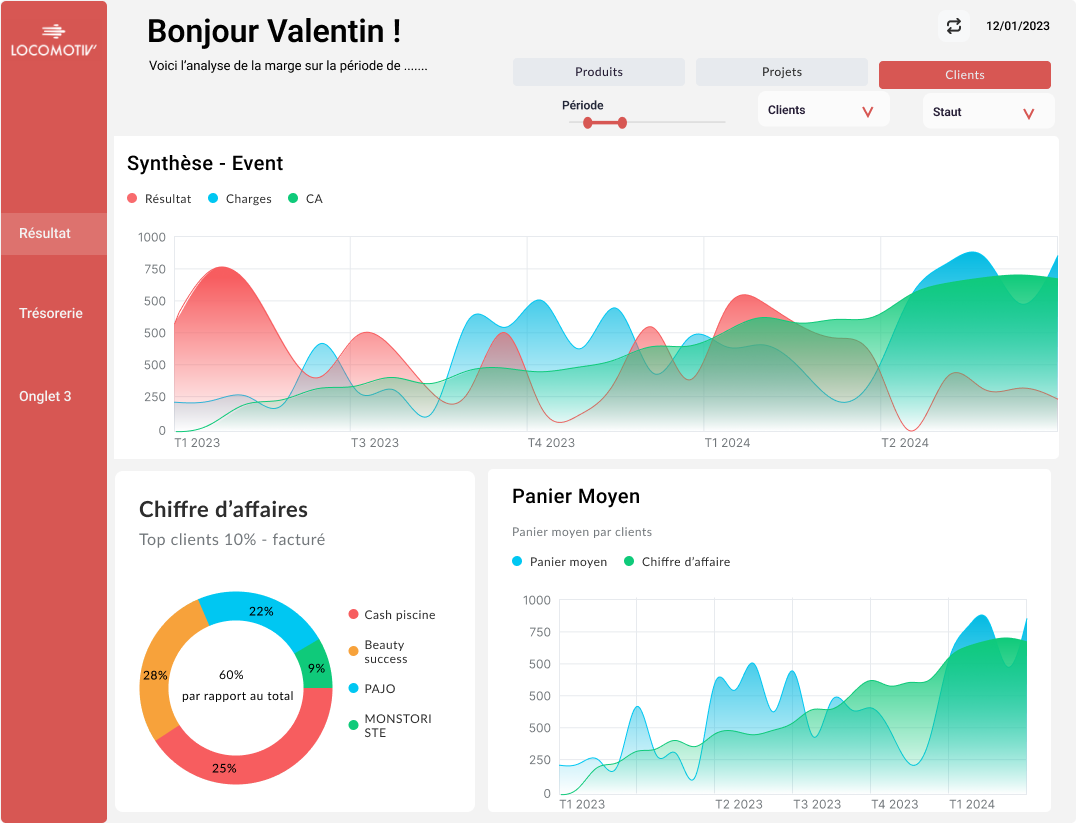 LOCOMOTIV'
Résultat
Trésorerie
Onglet 3
Bonjour Valentin !
Voici l'analyse de la marge sur la période de .......
12/01/2023
Produits
Projets
Clients
Période
Clients
Staut
Synthèse - Event
Résultat
Charges
CA
1000
750
500
500
500
250
0
T1 2023
T3 2023
T4 2023
T1 2024
T2 2024
Chiffre d'affaires
Top clients 10% - facturé
22%
9%
28%
25%
60%
par rapport au total
Cash piscine
Beauty
success
PAJO
MONSTORI
STE
Panier Moyen
Panier moyen par clients
Panier moyen
Chiffre d'affaire
1000
750
500
500
500
250
0
T1 2023
T2 2023
T3 2023
T4 2023
T1 2024